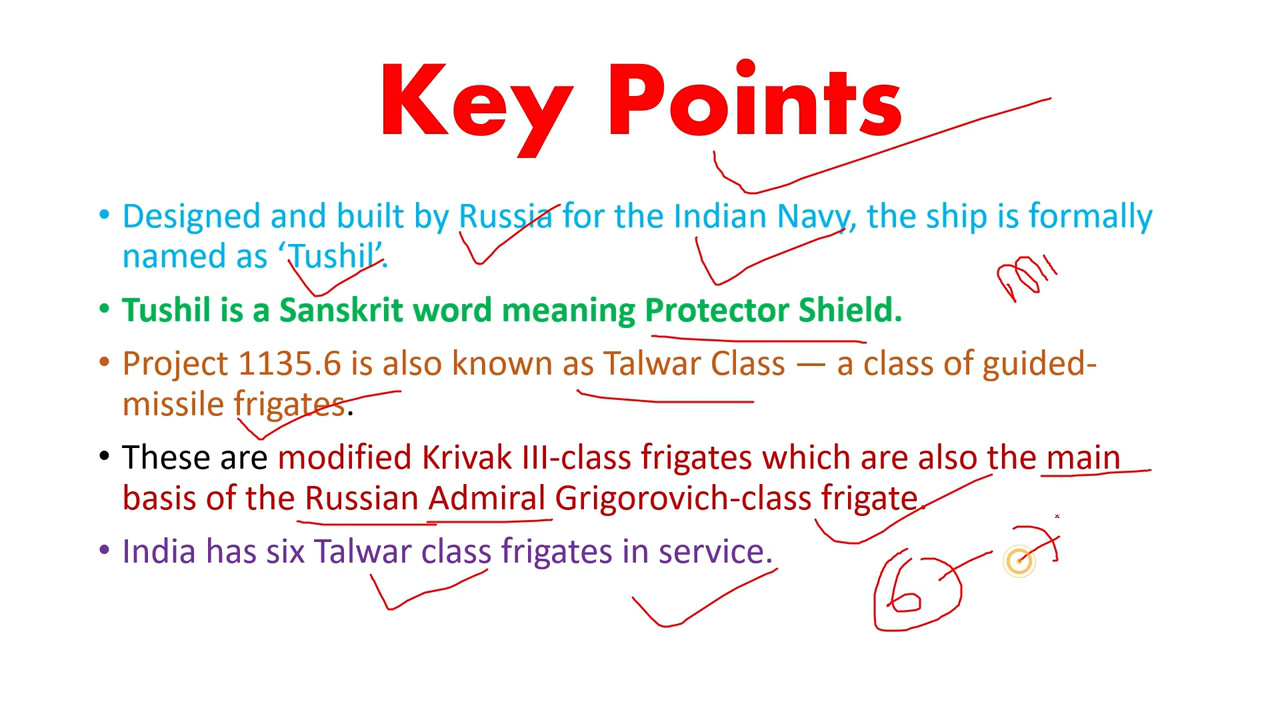 Key Points
• Designed and built by Russia for the Indian Navy, the ship is formally
named as ‘Tushil’.
• Tushil is a Sanskrit word meaning Protector Shield.
• Project 1135.6 is also known as Talwar Class — a class of guided-
missile frigates.
• These are modified Krivak III-class frigates which are also the main
basis of the Russian Admiral Grigorovich-class frigate.
• India has six Talwar class frigates in service.
6 7